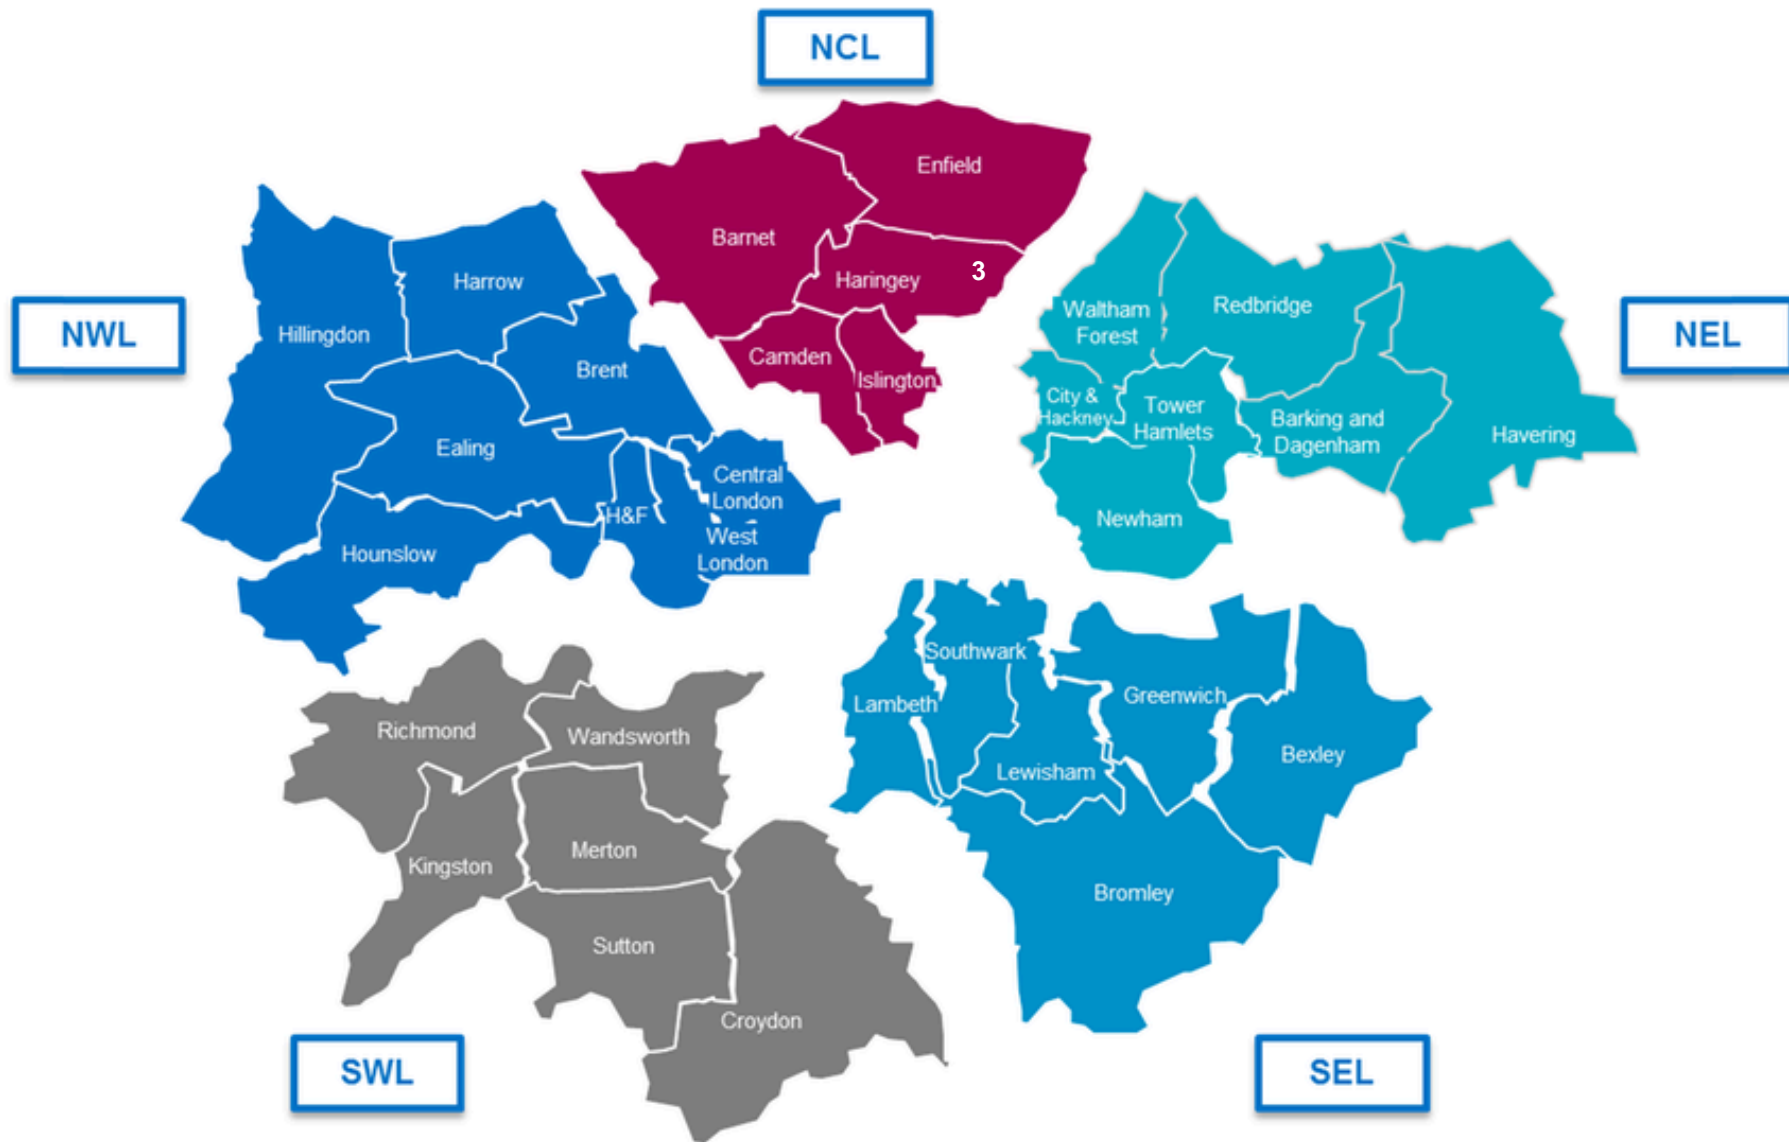 NCL
Enfield
Barnet
Haringey
3
Camden
Islington
NWL
Harrow
Hillingdon
Brent
Ealing
Central
London
H&F
West
London
Hounslow
NEL
Waltham
Forest
Redbridge
City &
Hackney
Tower
Hamlets
Barking and
Dagenham
Havering
Newham
SWL
Richmond
Wandsworth
Kingston
Merton
Sutton
Croydon
SEL
Southwark
Lambeth
Greenwich
Lewisham
Bexley
Bromley